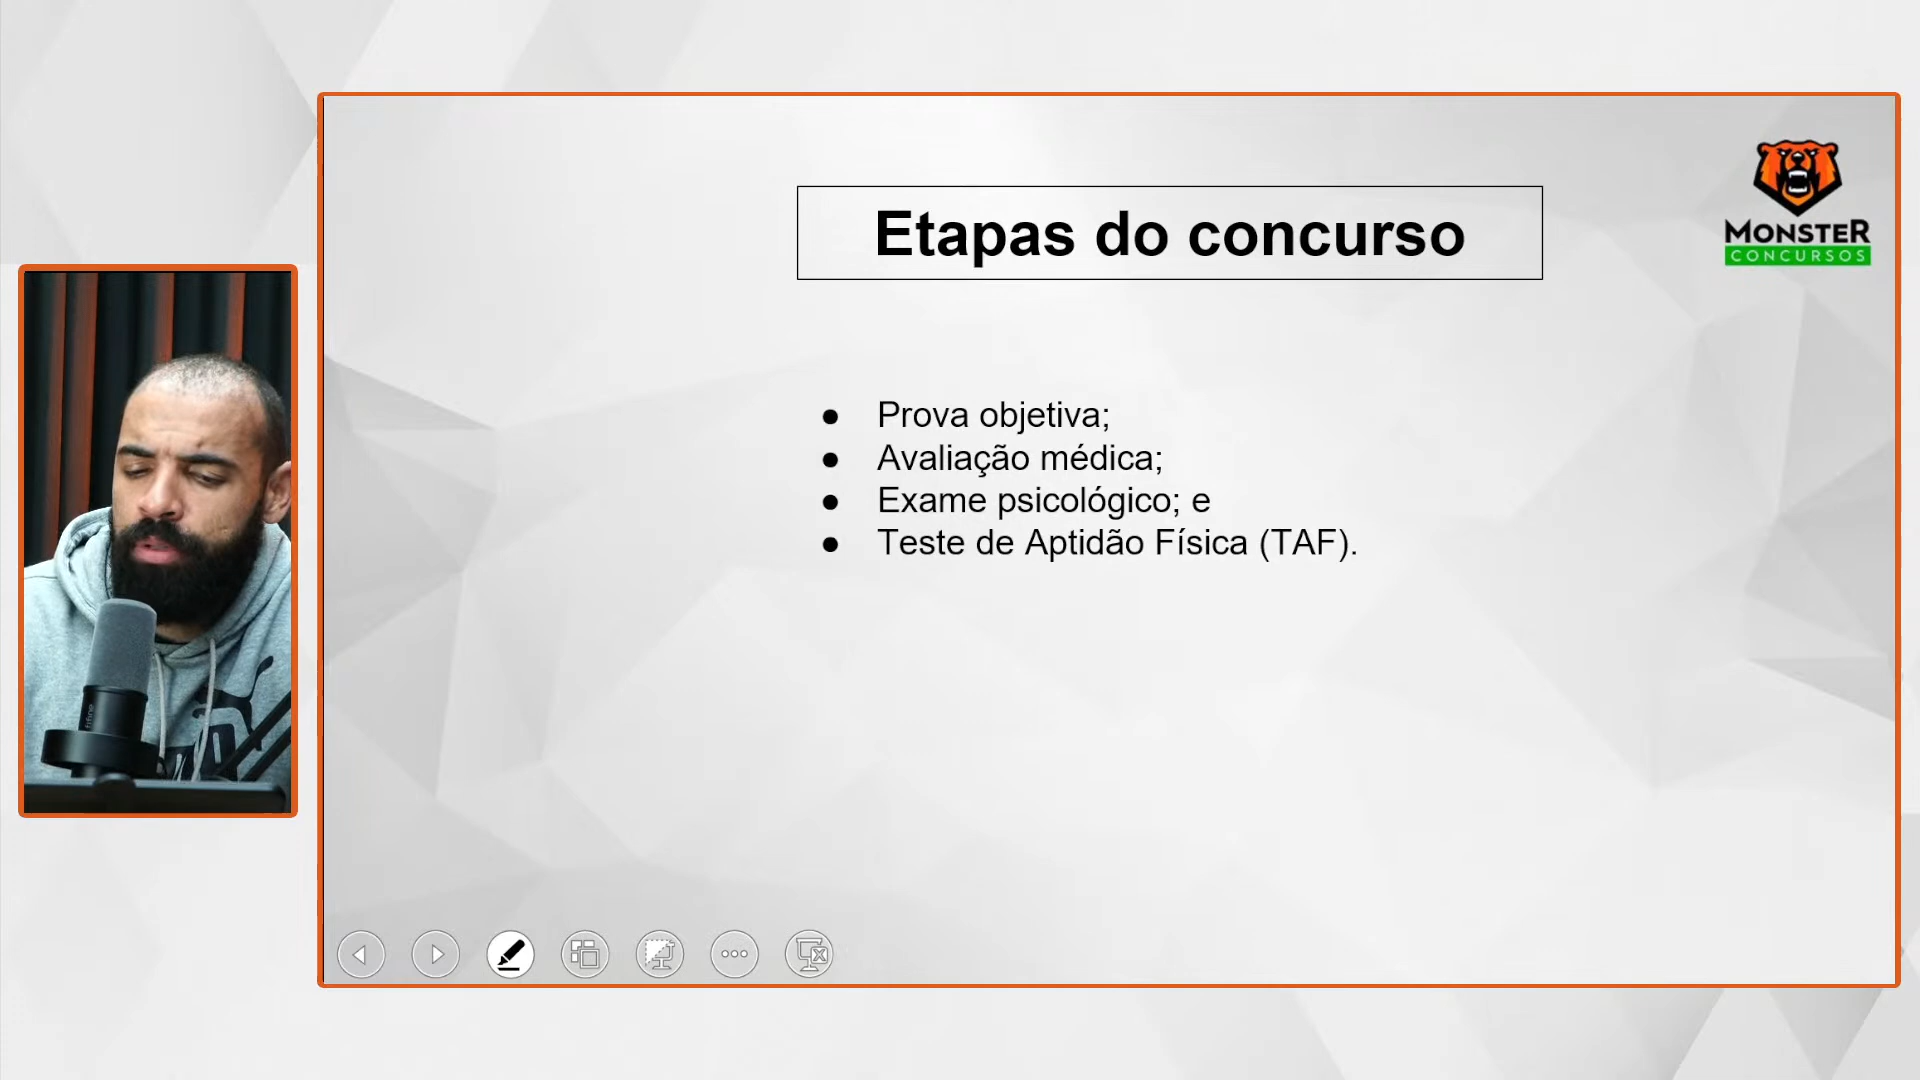 Etapas do concurso
MONSTER
CONCURSOS
● Prova objetiva;
● Avaliação médica;
● Exame psicológico; e
● Teste de Aptidão Física (TAF).